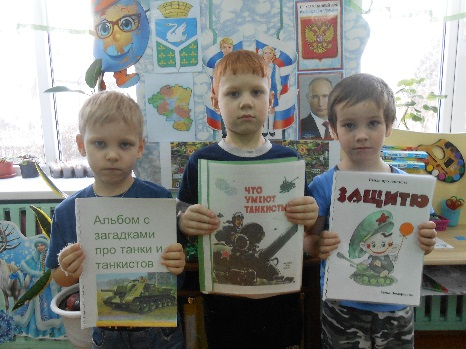 Альбом с
загадками
про танки и
танкистов
ЧТО
УМЕЮТ
ТАНКИСТЫ
ЗАЩИТЮ